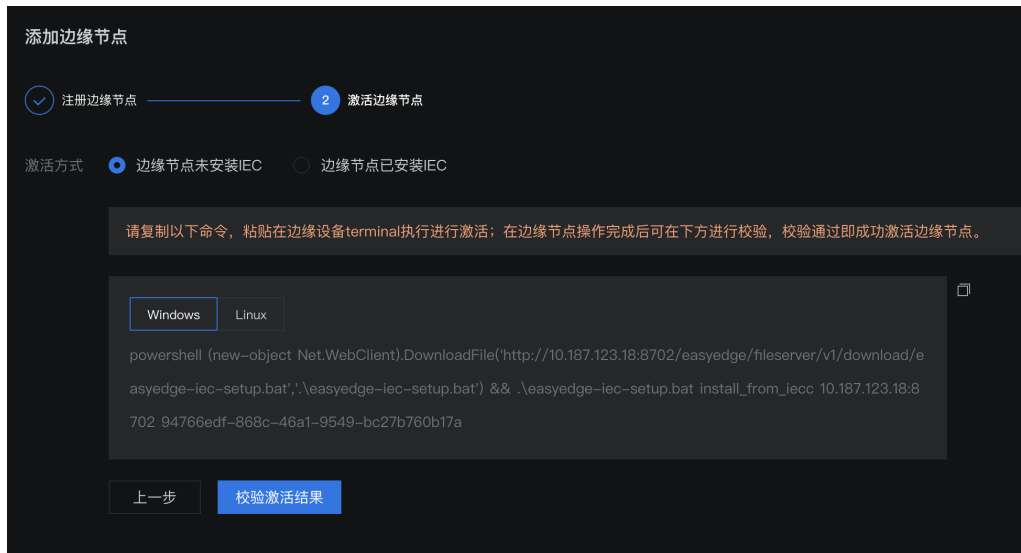 添加边缘节点
注册边缘节点 2 激活边缘节点
激活方式 边缘节点未安装IEC 边缘节点已安装IEC
请复制以下命令，粘贴在边缘设备terminal执行进行激活；在边缘节点操作完成后可在下方进行校验，校验通过即成功激活边缘节点。
Windows Linux
powershell (new-object Net.WebClient).DownloadFile('http://10.187.123.18:8702/easyedge/fileserver/v1/download/e
asyedge-iec-setup.bat','.\easyedge-iec-setup.bat') && .\easyedge-iec-setup.bat install_from_iecc 10.187.123.18:8
702 94766edf-868c-46a1-9549-bc27b760b17a
上一步 校验激活结果